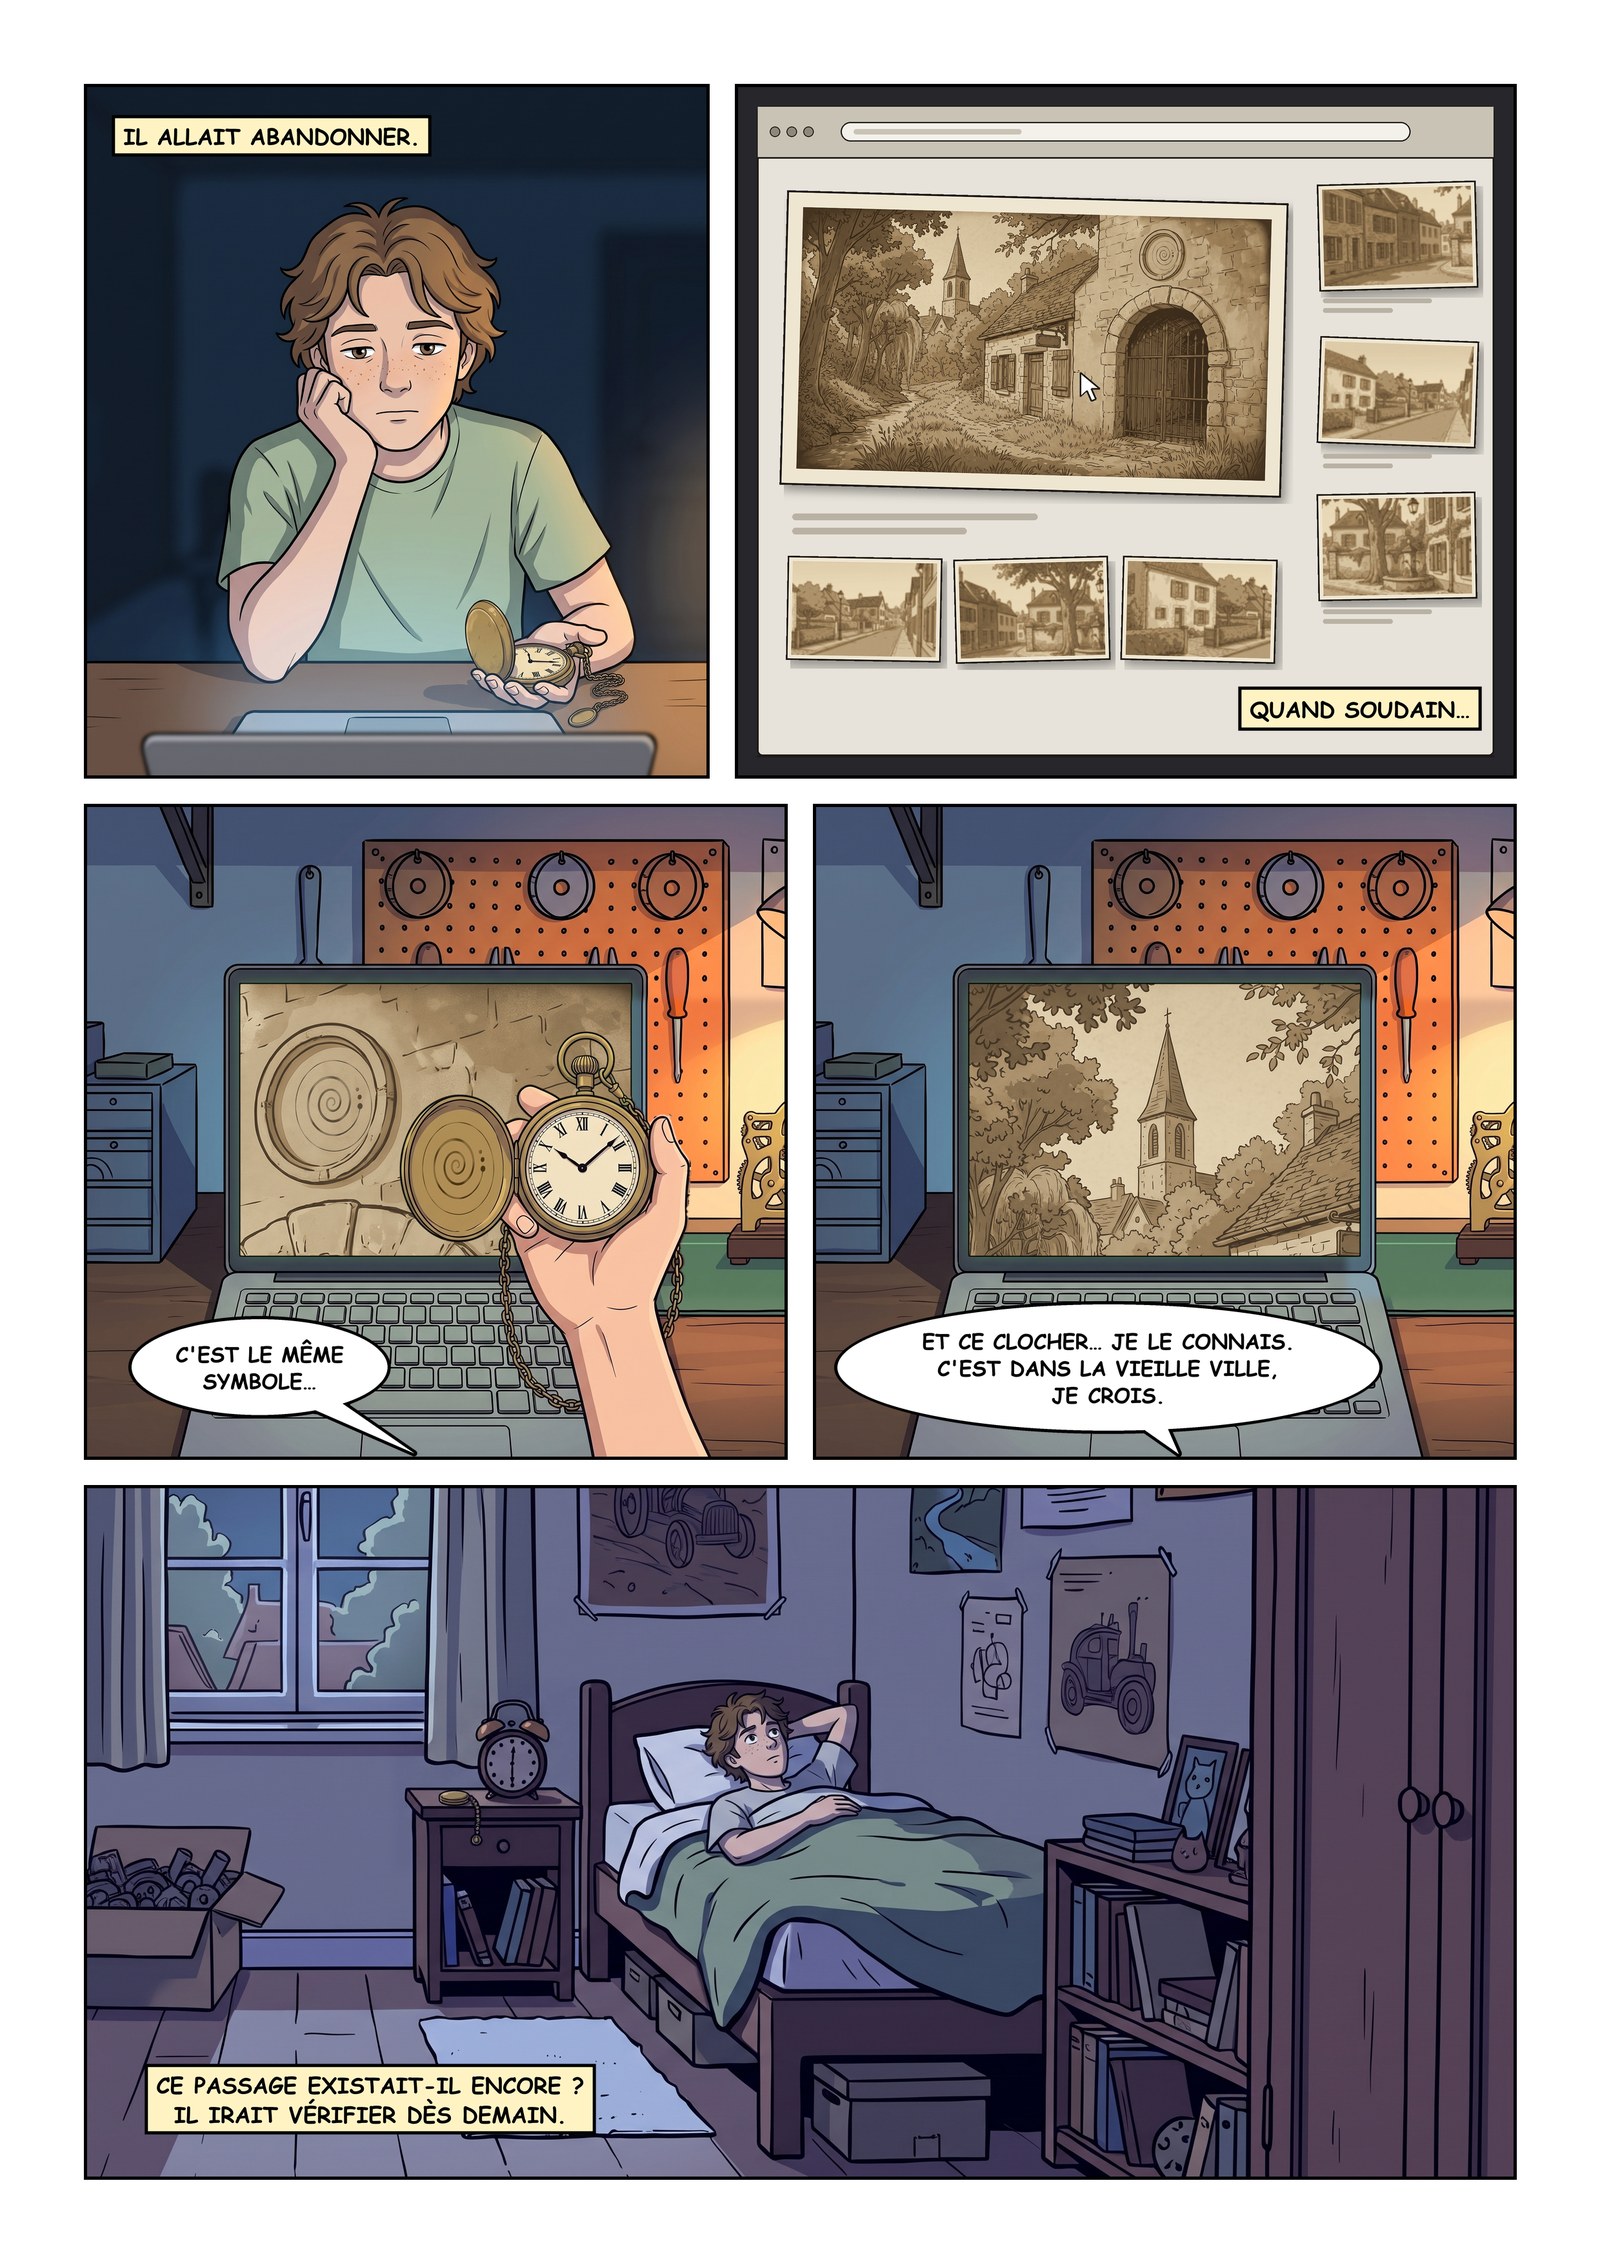 IL ALLAIT ABANDONNER.
QUAND SOUDAIN...
C'EST LE MÊME
SYMBOLE...
XII
ET CE CLOCHER... JE LE CONNAIS.
C'EST DANS LA VIEILLE VILLE,
JE CROIS.
CE PASSAGE EXISTAIT-IL ENCORE ?
IL IRAIT VÉRIFIER DÈS DEMAIN.